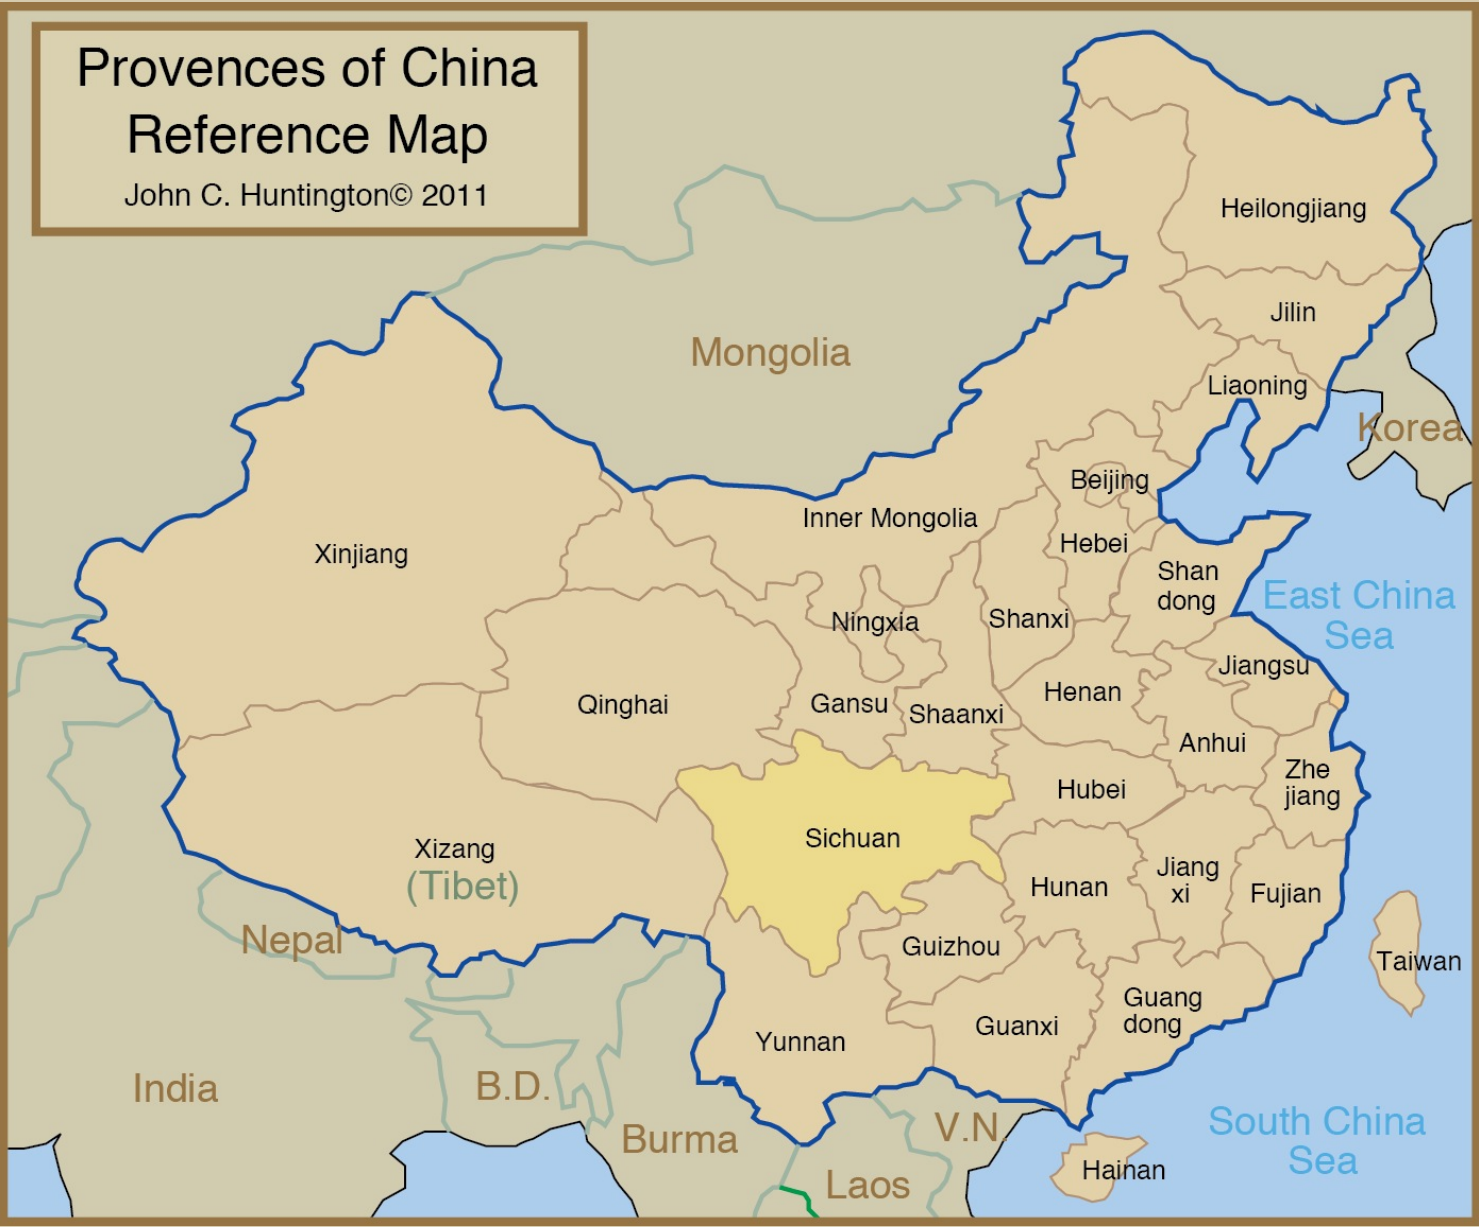 Provences of China
Reference Map
John C. Huntington© 2011
Heilongjiang
Jilin
Mongolia
Liaoning
Korea
Beijing
Inner Mongolia
Hebei
Xinjiang
Shan
dong
East China
Sea
Ningxia
Shanxi
Jiangsu
Qinghai
Gansu
Shaanxi
Henan
Anhui
Zhe
jiang
Hubei
Sichuan
Xizang
(Tibet)
Jiang
xi
Hunan
Fujian
Nepal
Guizhou
Taiwan
Guang
dong
Guanxi
Yunnan
India
B.D.
Burma
V.N.
South China
Sea
Laos
Hainan